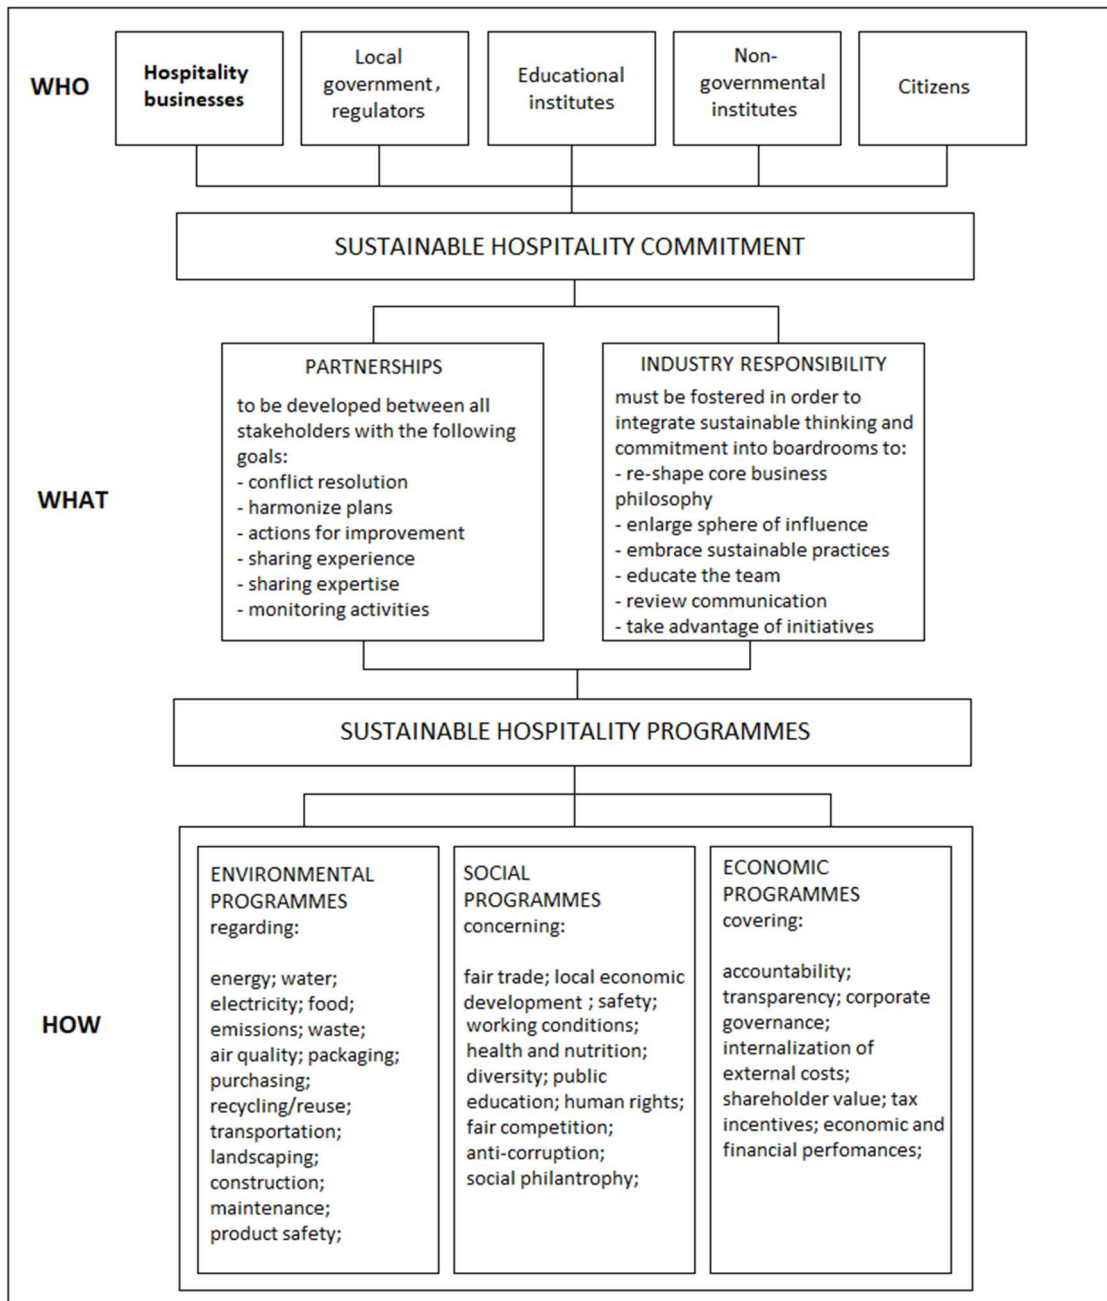 WHO
Hospitality
businesses
Local
government,
regulators
Educational
institutes
Non-
governmental
institutes
Citizens
SUSTAINABLE HOSPITALITY COMMITMENT
WHAT
PARTNERSHIPS
to be developed between all
stakeholders with the following
goals:
- conflict resolution
- harmonize plans
- actions for improvement
- sharing experience
- sharing expertise
- monitoring activities
INDUSTRY RESPONSIBILITY
must be fostered in order to
integrate sustainable thinking and
commitment into boardrooms to:
- re-shape core business
philosophy
- enlarge sphere of influence
- embrace sustainable practices
- educate the team
- review communication
- take advantage of initiatives
SUSTAINABLE HOSPITALITY PROGRAMMES
HOW
ENVIRONMENTAL
PROGRAMMES
regarding:
energy; water;
electricity; food;
emissions; waste;
air quality; packaging;
purchasing;
recycling/reuse;
transportation;
landscaping;
construction;
maintenance;
product safety;
SOCIAL
PROGRAMMES
concerning:
fair trade; local economic
development ; safety;
working conditions;
health and nutrition;
diversity; public
education; human rights;
fair competition;
anti-corruption;
social philantrophy;
ECONOMIC
PROGRAMMES
covering:
accountability;
transparency; corporate
governance;
internalization of
external costs;
shareholder value; tax
incentives; economic and
financial perfomances;